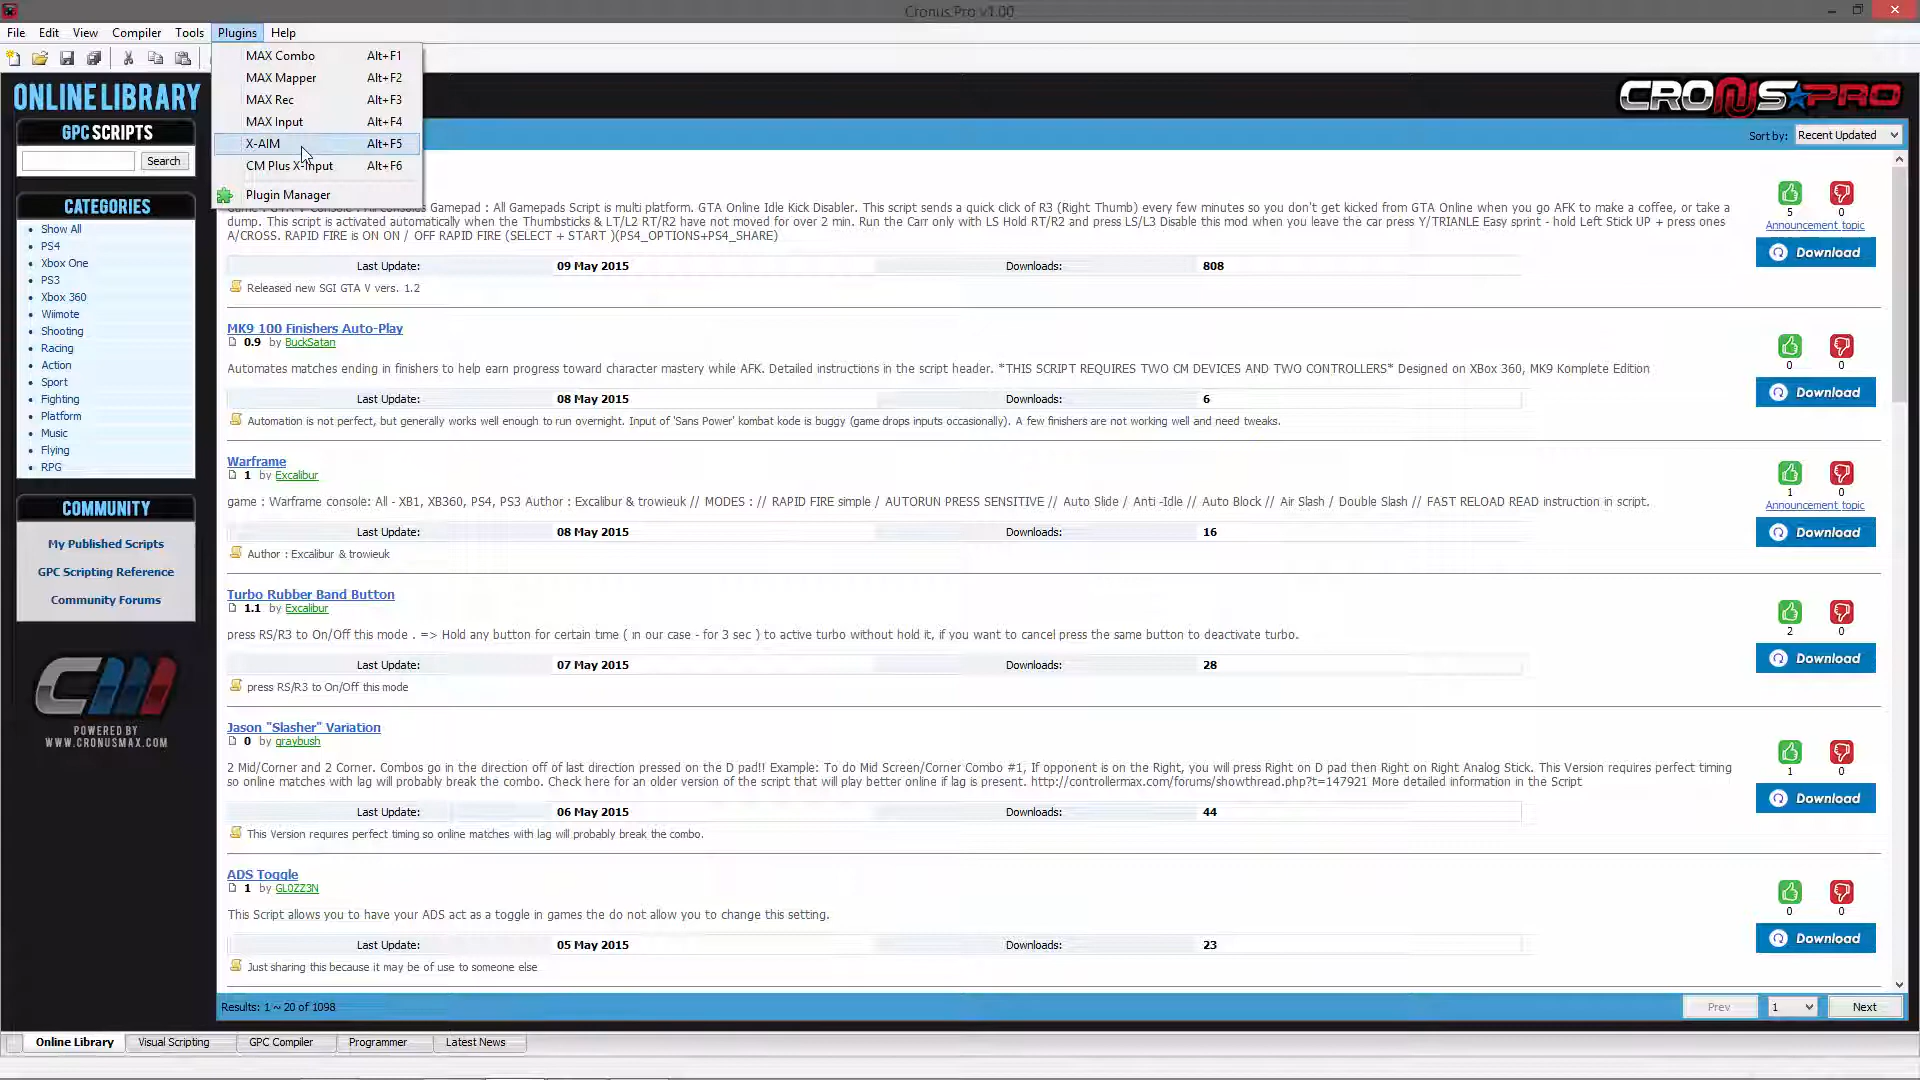 Cronus Pro v1.00
File Edit View Compiler Tools Plugins Help
MAX Combo Alt+F1
MAX Mapper Alt+F2
MAX Rec Alt+F3
MAX Input Alt+F4
X-AIM Alt+F5
CM Plus X-Input Alt+F6
Plugin Manager
ONLINE LIBRARY
CRONUS PRO
GPC SCRIPTS
Search
Sort by: Recent Updated
CATEGORIES
Show All
PS4
Xbox One
PS3
Xbox 360
Wiimote
Shooting
Racing
Action
Sport
Fighting
Platform
Music
Flying
RPG
COMMUNITY
My Published Scripts
GPC Scripting Reference
Community Forums
CM
POWERED BY
WWW.CRONUSMAX.COM
Game : GTA V Console : All consoles Gamepad : All Gamepads Script is multi platform. GTA Online Idle Kick Disabler. This script sends a quick click of R3 (Right Thumb) every few minutes so you don't get kicked from GTA Online when you go AFK to make a coffee, or take a
dump. This script is activated automatically when the Thumbsticks & LT/L2 RT/R2 have not moved for over 2 min. Run the Carr only with LS Hold RT/R2 and press LS/L3 Disable this mod when you leave the car press Y/TRIANLE Easy sprint - hold Left Stick UP + press ones
A/CROSS. RAPID FIRE is ON ON / OFF RAPID FIRE (SELECT + START )(PS4_OPTIONS+PS4_SHARE)
5 0
Announcement topic
Download
Last Update: 09 May 2015 Downloads: 808
Released new SGI GTA V vers. 1.2
MK9 100 Finishers Auto-Play
0.9 by BuckSatan
0 0
Automates matches ending in finishers to help earn progress toward character mastery while AFK. Detailed instructions in the script header. *THIS SCRIPT REQUIRES TWO CM DEVICES AND TWO CONTROLLERS* Designed on XBox 360, MK9 Komplete Edition
Download
Last Update: 08 May 2015 Downloads: 6
Automation is not perfect, but generally works well enough to run overnight. Input of 'Sans Power' kombat kode is buggy (game drops inputs occasionally). A few finishers are not working well and need tweaks.
Warframe
1 by Excalibur
1 0
game : Warframe console: All - XB1, XB360, PS4, PS3 Author : Excalibur & trowieuk // MODES : // RAPID FIRE simple / AUTORUN PRESS SENSITIVE // Auto Slide / Anti -Idle // Auto Block // Air Slash / Double Slash // FAST RELOAD READ instruction in script.
Announcement topic
Download
Last Update: 08 May 2015 Downloads: 16
Author : Excalibur & trowieuk
Turbo Rubber Band Button
1.1 by Excalibur
2 0
press RS/R3 to On/Off this mode . => Hold any button for certain time ( in our case - for 3 sec ) to active turbo without hold it, if you want to cancel press the same button to deactivate turbo.
Download
Last Update: 07 May 2015 Downloads: 28
press RS/R3 to On/Off this mode
Jason "Slasher" Variation
0 by graybush
1 0
2 Mid/Corner and 2 Corner. Combos go in the direction off of last direction pressed on the D pad!! Example: To do Mid Screen/Corner Combo #1, If opponent is on the Right, you will press Right on D pad then Right on Right Analog Stick. This Version requires perfect timing
so online matches with lag will probably break the combo. Check here for an older version of the script that will play better online if lag is present. http://controllermax.com/forums/showthread.php?t=147921 More detailed information in the Script
Download
Last Update: 06 May 2015 Downloads: 44
This Version requires perfect timing so online matches with lag will probably break the combo.
ADS Toggle
1 by GL0ZZ3N
0 0
This Script allows you to have your ADS act as a toggle in games the do not allow you to change this setting.
Download
Last Update: 05 May 2015 Downloads: 23
Just sharing this because it may be of use to someone else
Results: 1 ~ 20 of 1098
Prev 1 Next
Online Library Visual Scripting GPC Compiler Programmer Latest News